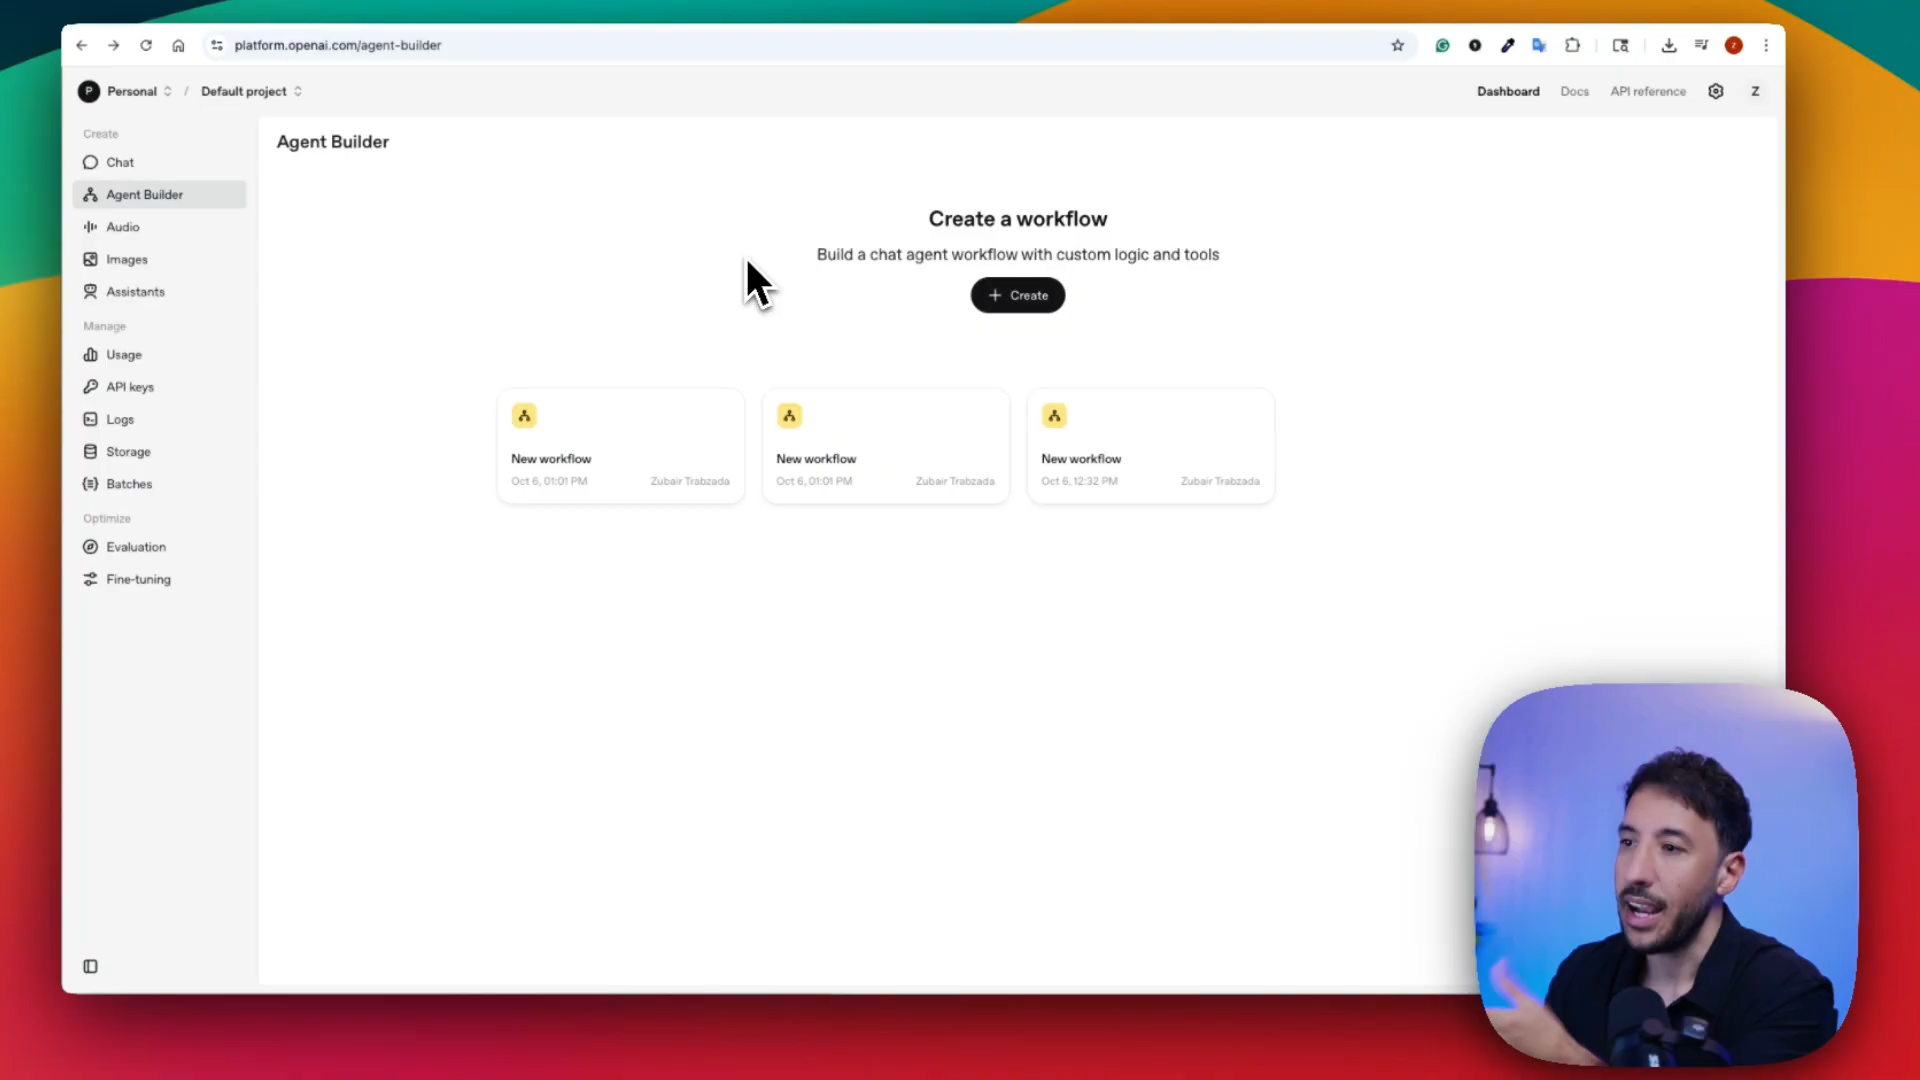 platform.openai.com/agent-builder
P Personal / Default project
Dashboard Docs API reference Z
Create
Chat
Agent Builder
Audio
Images
Assistants
Manage
Usage
API keys
Logs
Storage
Batches
Optimize
Evaluation
Fine-tuning
Agent Builder
Create a workflow
Build a chat agent workflow with custom logic and tools
+ Create
New workflow
Oct 6, 01:01 PM Zubair Trabzada
New workflow
Oct 6, 01:01 PM Zubair Trabzada
New workflow
Oct 6, 12:32 PM Zubair Trabzada